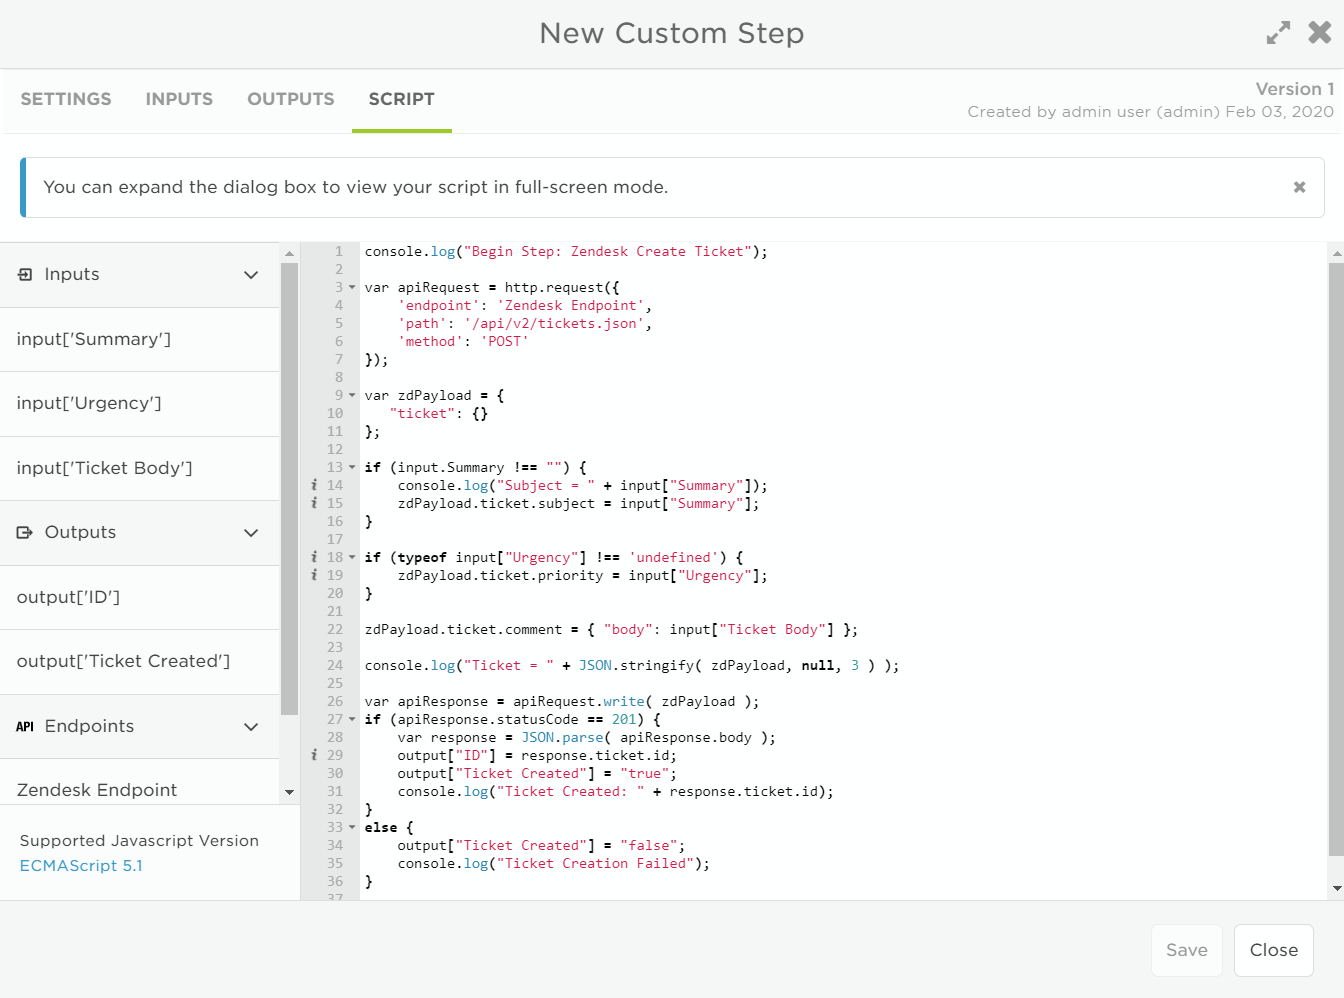 New Custom Step
SETTINGS INPUTS OUTPUTS SCRIPT
Version 1
Created by admin user (admin) Feb 03, 2020
You can expand the dialog box to view your script in full-screen mode.
Inputs
input['Summary']
input['Urgency']
input['Ticket Body']
Outputs
output['ID']
output['Ticket Created']
API Endpoints
Zendesk Endpoint
Supported Javascript Version
ECMAScript 5.1
1 console.log("Begin Step: Zendesk Create Ticket");
2
3 var apiRequest = http.request({
4     'endpoint': 'Zendesk Endpoint',
5     'path': '/api/v2/tickets.json',
6     'method': 'POST'
7 });
8
9 var zdPayload = {
10    "ticket": {}
11 };
12
13 if (input.Summary !== "") {
i 14     console.log("Subject = " + input["Summary"]);
i 15     zdPayload.ticket.subject = input["Summary"];
16 }
17
i 18 if (typeof input["Urgency"] !== 'undefined') {
i 19     zdPayload.ticket.priority = input["Urgency"];
20 }
21
22 zdPayload.ticket.comment = { "body": input["Ticket Body"] };
23
24 console.log("Ticket = " + JSON.stringify( zdPayload, null, 3 ) );
25
26 var apiResponse = apiRequest.write( zdPayload );
27 if (apiResponse.statusCode == 201) {
28     var response = JSON.parse( apiResponse.body );
i 29     output["ID"] = response.ticket.id;
30     output["Ticket Created"] = "true";
31     console.log("Ticket Created: " + response.ticket.id);
32 }
33 else {
34     output["Ticket Created"] = "false";
35     console.log("Ticket Creation Failed");
36 }
37
Save Close